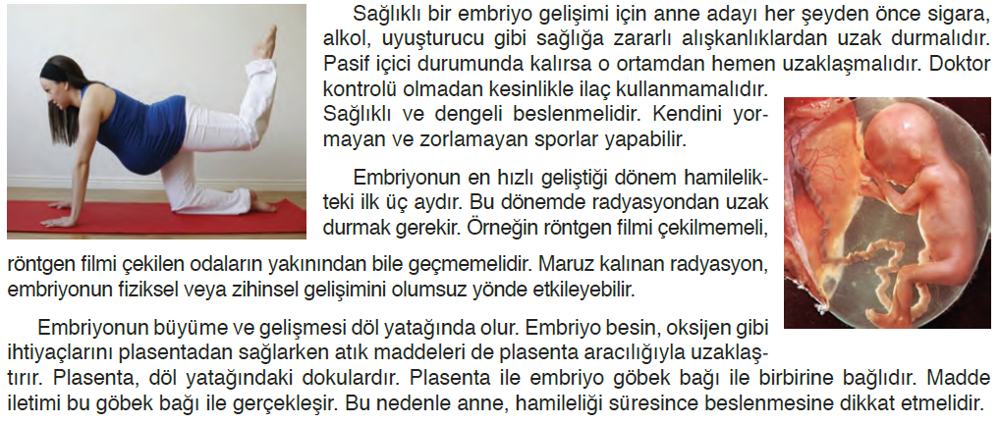 Sağlıklı bir embriyo gelişimi için anne adayı her şeyden önce sigara,
alkol, uyuşturucu gibi sağlığa zararlı alışkanlıklardan uzak durmalıdır.
Pasif içici durumunda kalırsa o ortamdan hemen uzaklaşmalıdır. Doktor
kontrolü olmadan kesinlikle ilaç kullanmamalıdır.
Sağlıklı ve dengeli beslenmelidir. Kendini yor-
mayan ve zorlamayan sporlar yapabilir.
Embriyonun en hızlı geliştiği dönem hamilelik-
teki ilk üç aydır. Bu dönemde radyasyondan uzak
durmak gerekir. Örneğin röntgen filmi çekilmemeli,
röntgen filmi çekilen odaların yakınından bile geçmemelidir. Maruz kalınan radyasyon,
embriyonun fiziksel veya zihinsel gelişimini olumsuz yönde etkileyebilir.
Embriyonun büyüme ve gelişmesi döl yatağında olur. Embriyo besin, oksijen gibi
ihtiyaçlarını plasentadan sağlarken atık maddeleri de plasenta aracılığıyla uzaklaş-
tırır. Plasenta, döl yatağındaki dokulardır. Plasenta ile embriyo göbek bağı ile birbirine bağlıdır. Madde
iletimi bu göbek bağı ile gerçekleşir. Bu nedenle anne, hamileliği süresince beslenmesine dikkat etmelidir.